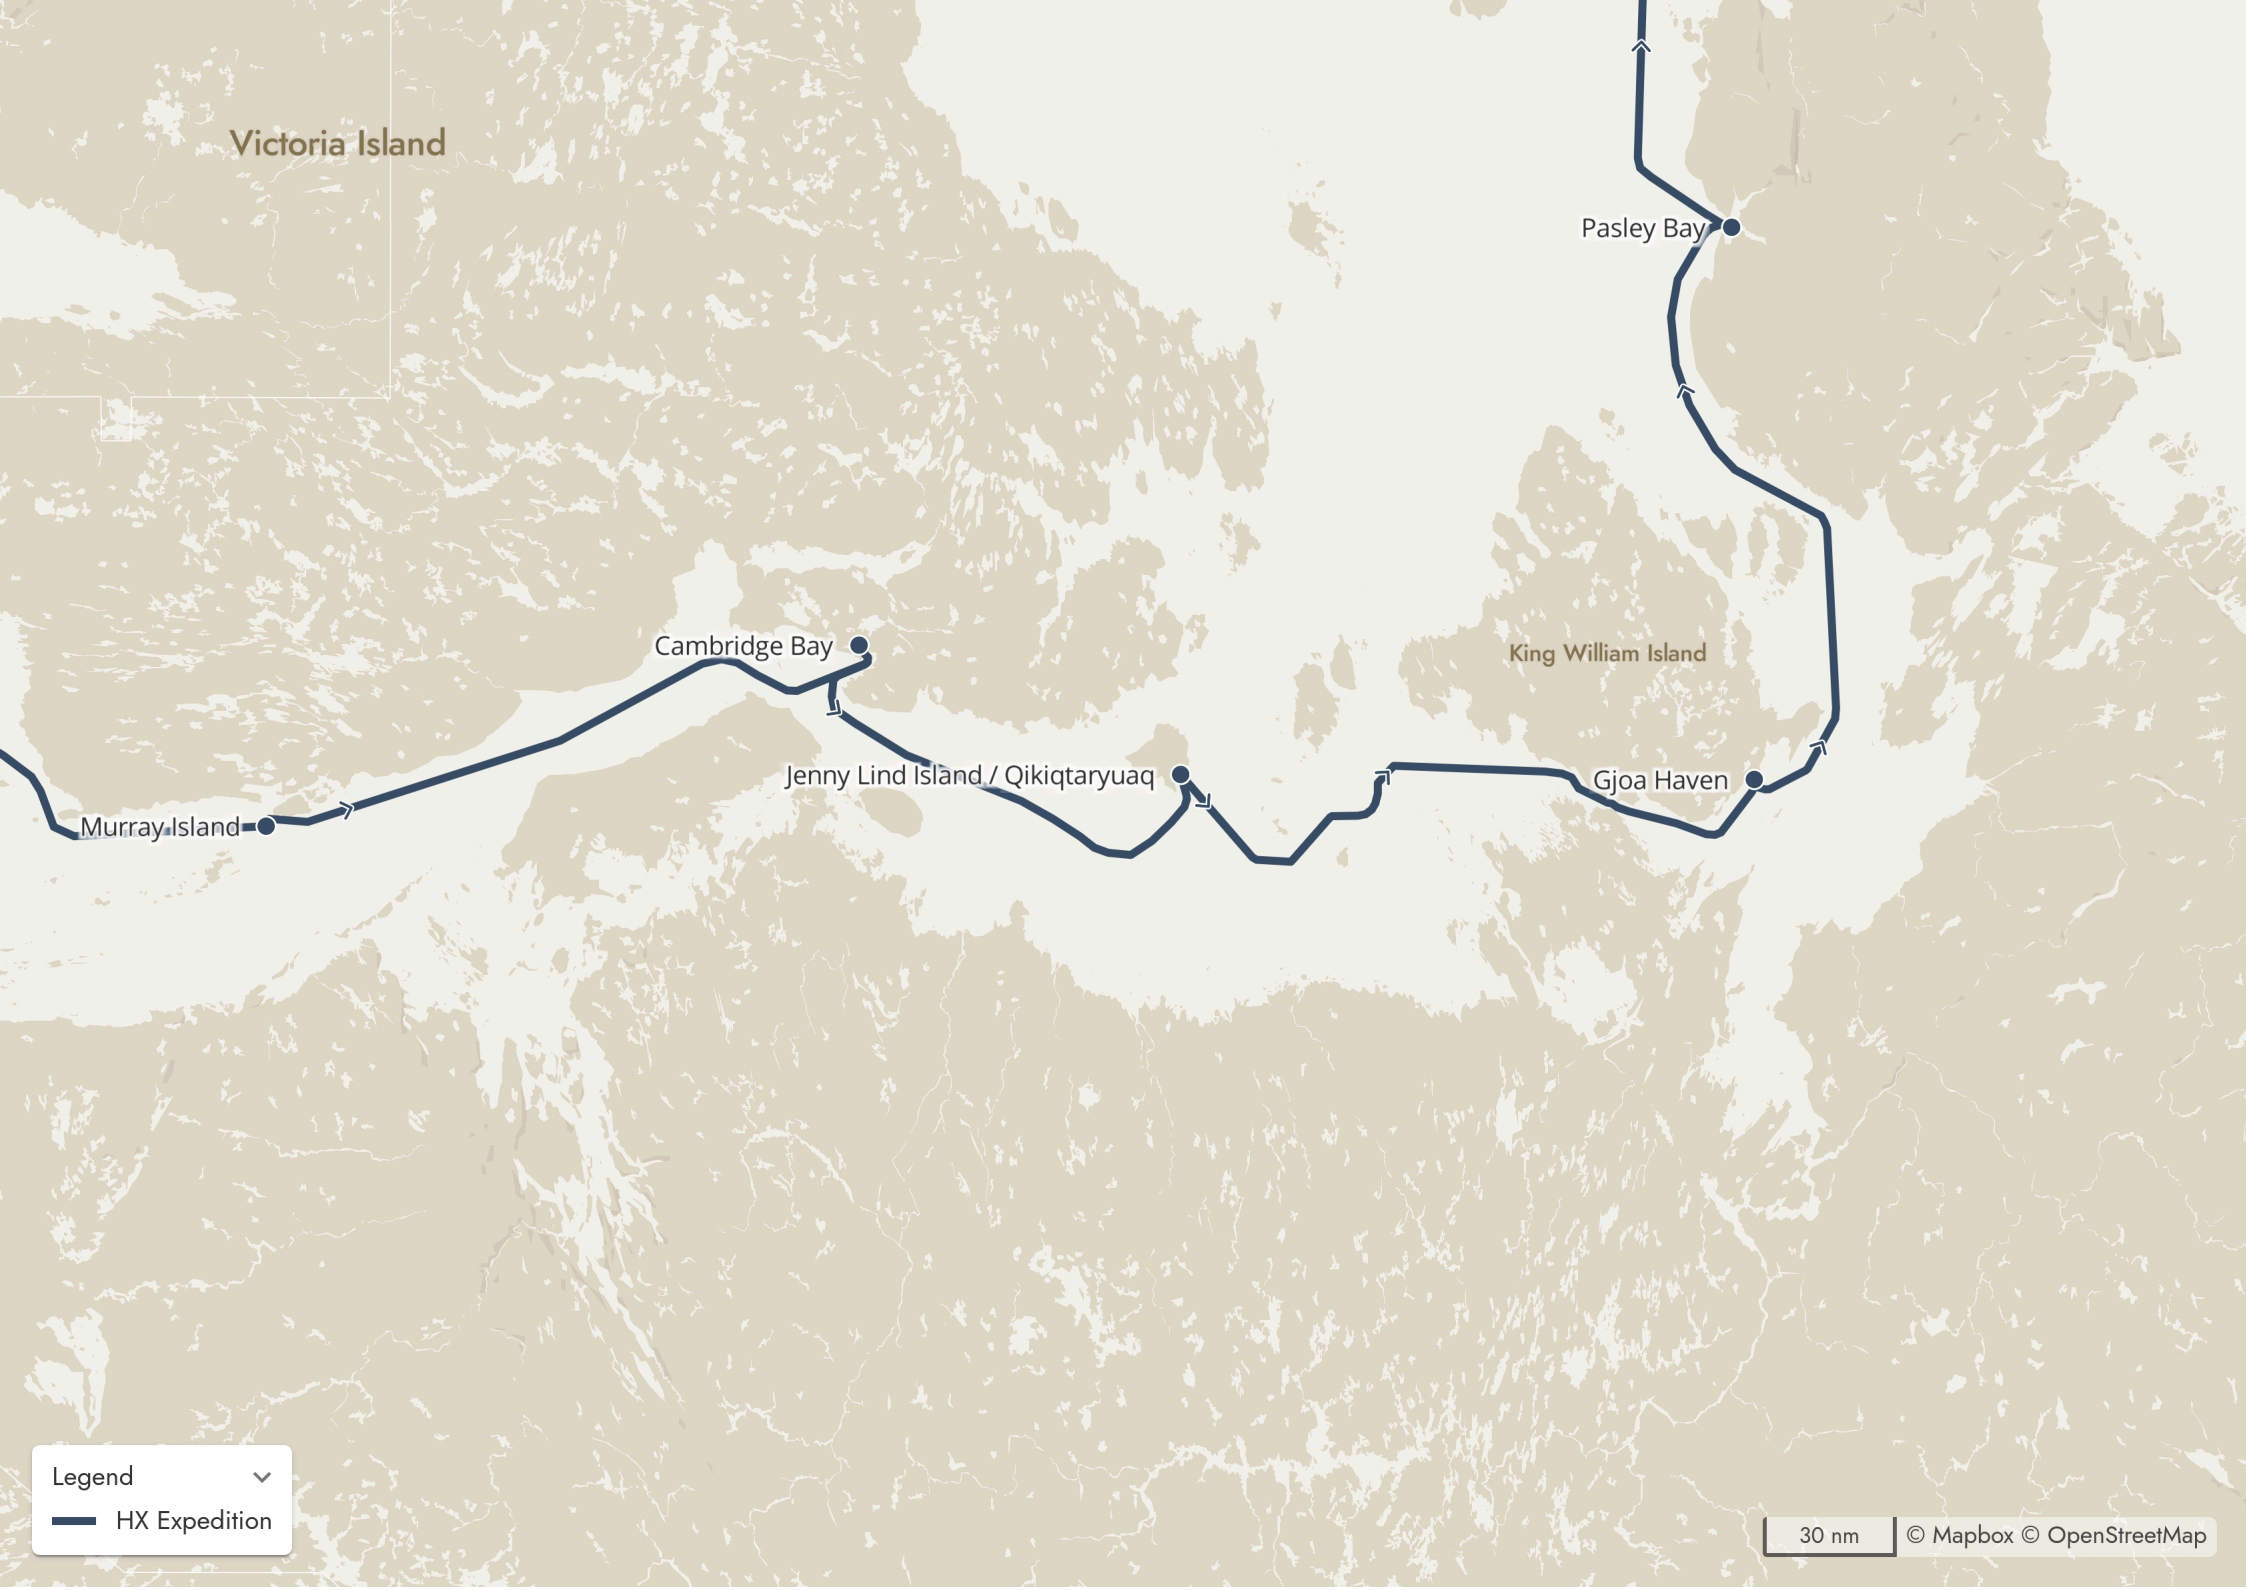 Victoria Island
Pasley Bay
Cambridge Bay
King William Island
Jenny Lind Island / Qikiqtaryuaq
Gjoa Haven
Murray Island
Legend
HX Expedition
30 nm
© Mapbox © OpenStreetMap